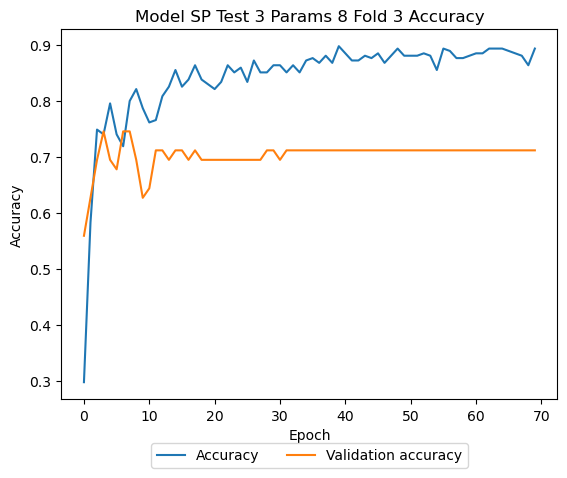 Model SP Test 3 Params 8 Fold 3 Accuracy
0.9
0.8
0.7
0.6
0.5
0.4
0.3
Accuracy
0 10 20 30 40 50 60 70
Epoch
Accuracy Validation accuracy